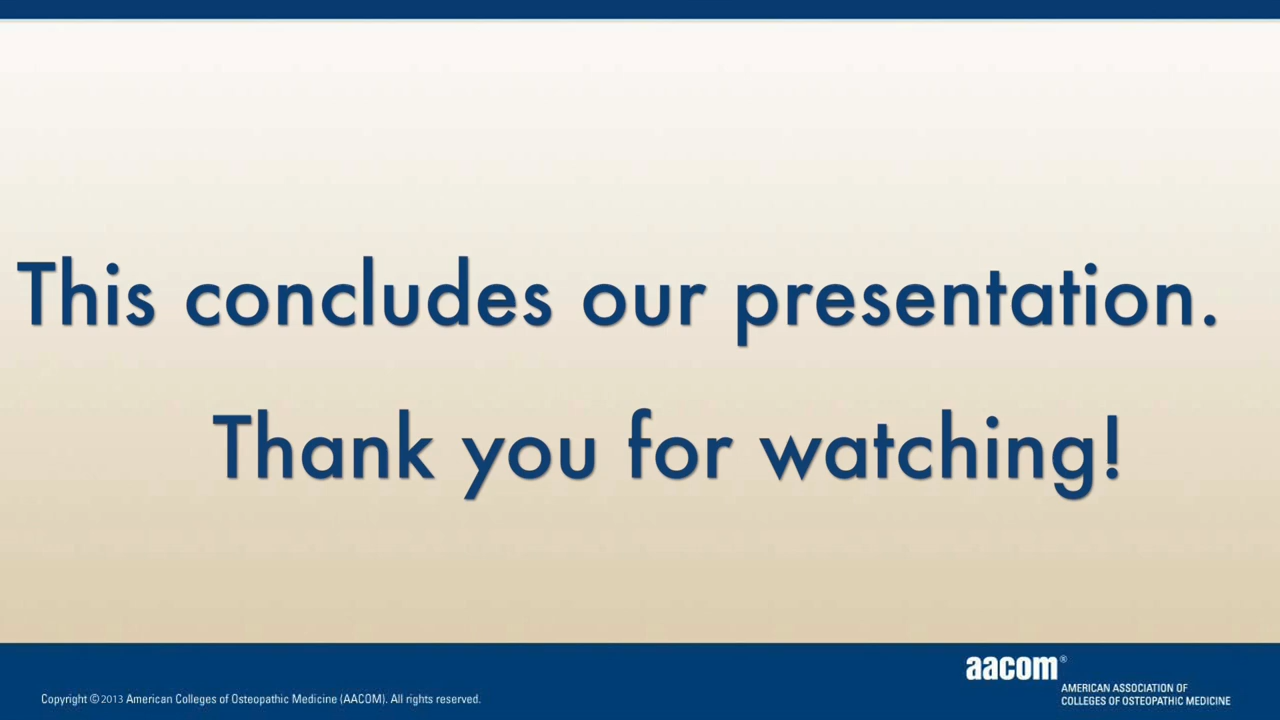 This concludes our presentation.
Thank you for watching!
aacom®
AMERICAN ASSOCIATION OF
COLLEGES OF OSTEOPATHIC MEDICINE
Copyright © 2013 American Colleges of Osteopathic Medicine (AACOM). All rights reserved.